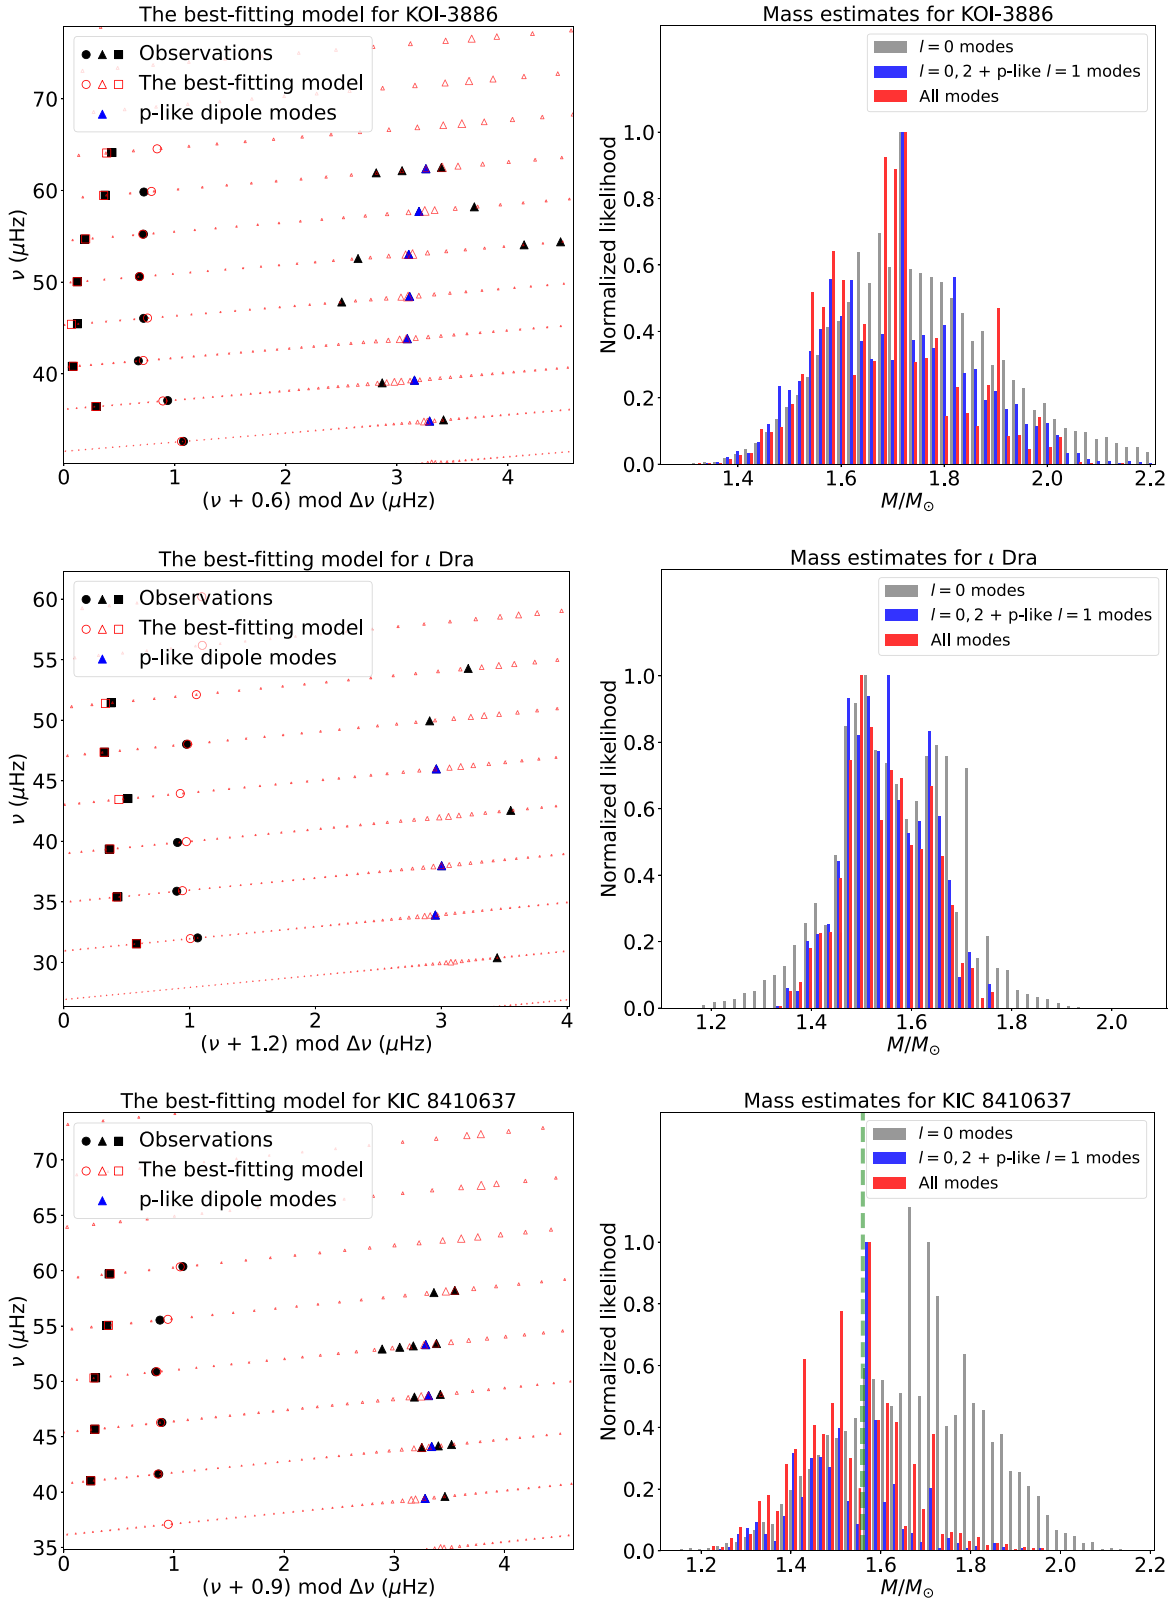 The best-fitting model for KOI-3886
Observations
The best-fitting model
p-like dipole modes
70
60
50
40
ν (μHz)
0 1 2 3 4
(ν + 0.6) mod Δν (μHz)
Mass estimates for KOI-3886
l = 0 modes
l = 0, 2 + p-like l = 1 modes
All modes
1.0
0.8
0.6
0.4
0.2
0.0
Normalized likelihood
1.4 1.6 1.8 2.0 2.2
M/M⊙
The best-fitting model for ι Dra
Observations
The best-fitting model
p-like dipole modes
60
55
50
45
40
35
30
ν (μHz)
0 1 2 3 4
(ν + 1.2) mod Δν (μHz)
Mass estimates for ι Dra
l = 0 modes
l = 0, 2 + p-like l = 1 modes
All modes
1.0
0.8
0.6
0.4
0.2
0.0
Normalized likelihood
1.2 1.4 1.6 1.8 2.0
M/M⊙
The best-fitting model for KIC 8410637
Observations
The best-fitting model
p-like dipole modes
70
65
60
55
50
45
40
35
ν (μHz)
0 1 2 3 4
(ν + 0.9) mod Δν (μHz)
Mass estimates for KIC 8410637
l = 0 modes
l = 0, 2 + p-like l = 1 modes
All modes
1.0
0.8
0.6
0.4
0.2
0.0
Normalized likelihood
1.2 1.4 1.6 1.8 2.0 2.2
M/M⊙